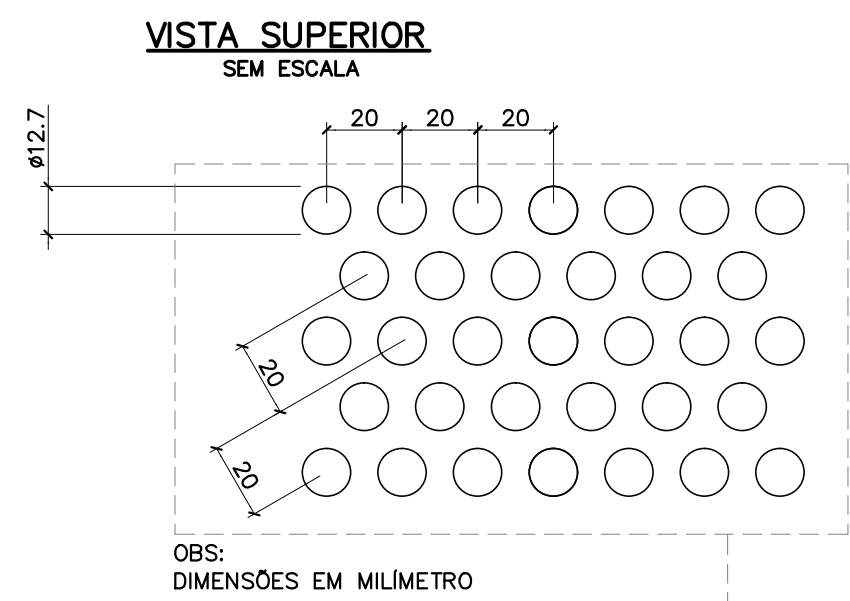 VISTA SUPERIOR
SEM ESCALA
ø12.7
20 20 20
20
20
OBS:
DIMENSÕES EM MILÍMETRO